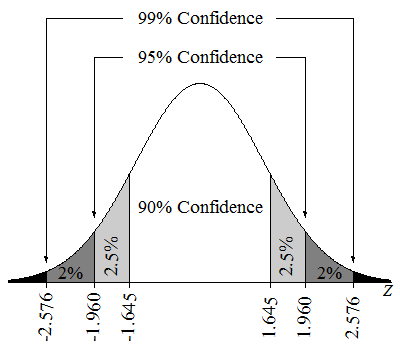 99% Confidence
95% Confidence
90% Confidence
2%
2.5%
2.5%
2%
-2.576
-1.960
-1.645
1.645
1.960
2.576
z